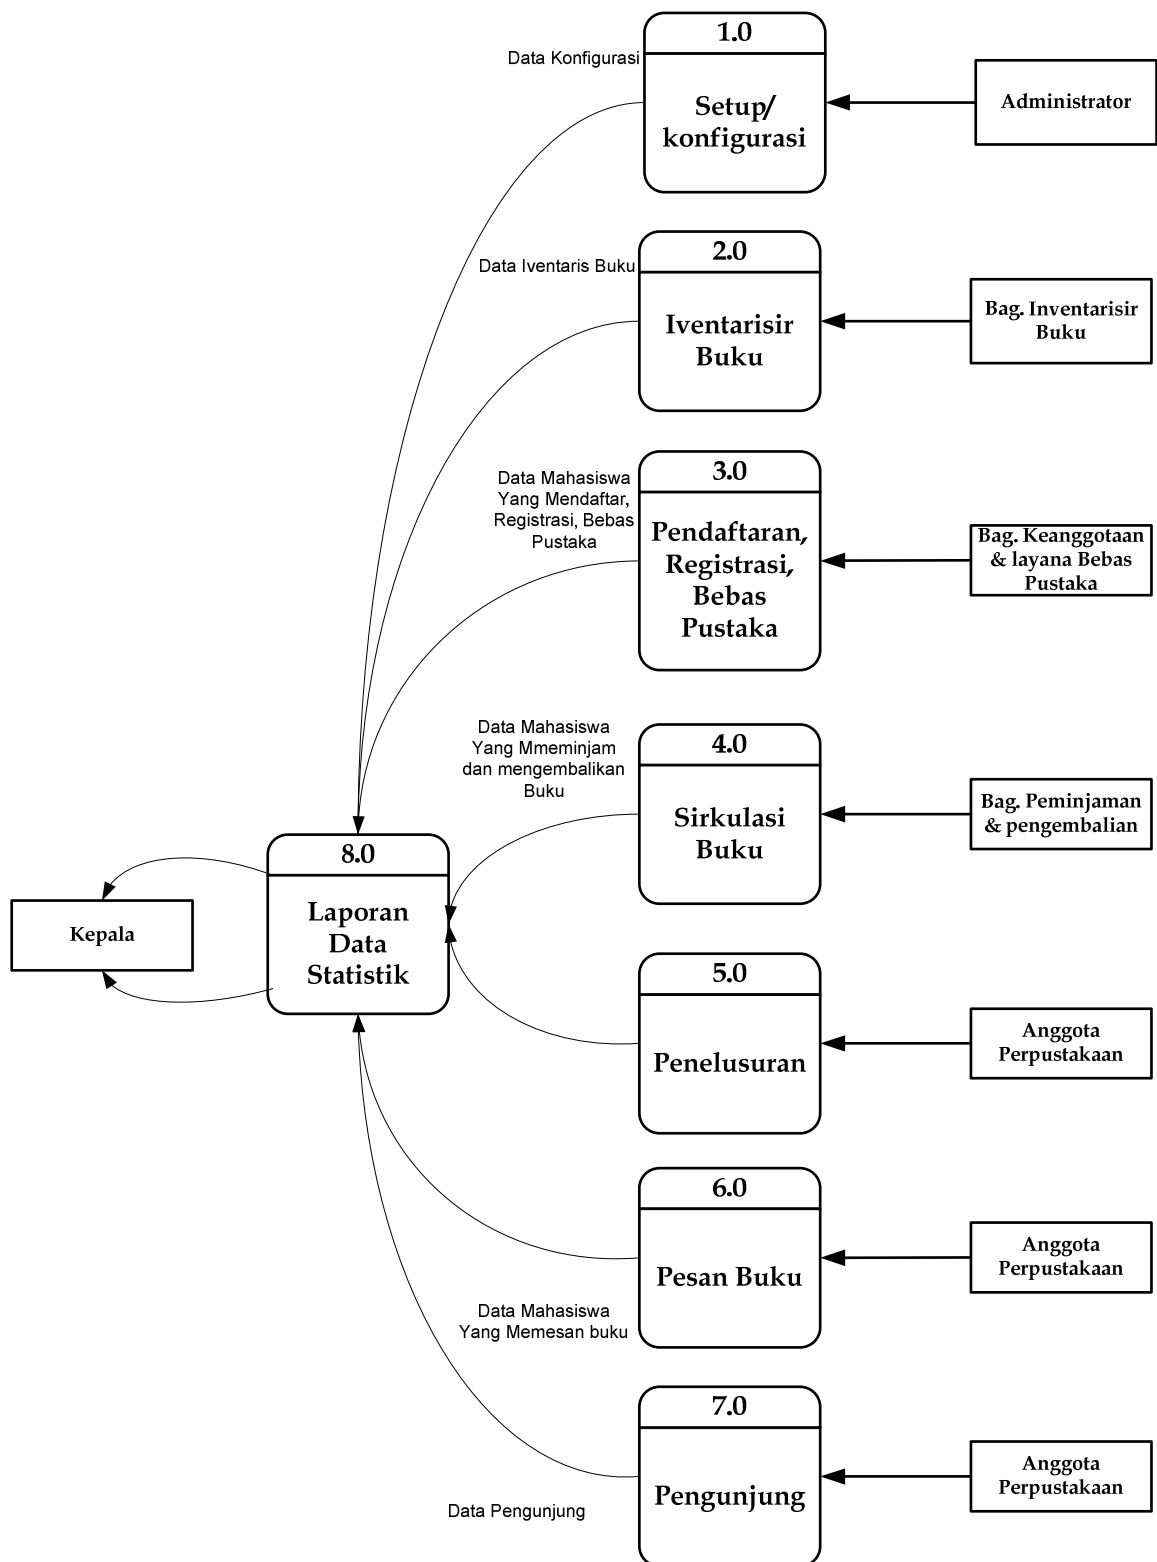 1.0
Data Konfigurasi
Setup/
konfigurasi
Administrator
2.0
Data Iventaris Buku
Iventarisir
Buku
Bag. Inventarisir
Buku
3.0
Data Mahasiswa
Yang Mendaftar,
Registrasi, Bebas
Pustaka
Pendaftaran,
Registrasi,
Bebas
Pustaka
Bag. Keanggotaan
& layana Bebas
Pustaka
4.0
Data Mahasiswa
Yang Mmeminjam
dan mengembalikan
Buku
Sirkulasi
Buku
Bag. Peminjaman
& pengembalian
8.0
Laporan
Data
Statistik
Kepala
5.0
Penelusuran
Anggota
Perpustakaan
6.0
Pesan Buku
Anggota
Perpustakaan
Data Mahasiswa
Yang Memesan buku
7.0
Pengunjung
Anggota
Perpustakaan
Data Pengunjung